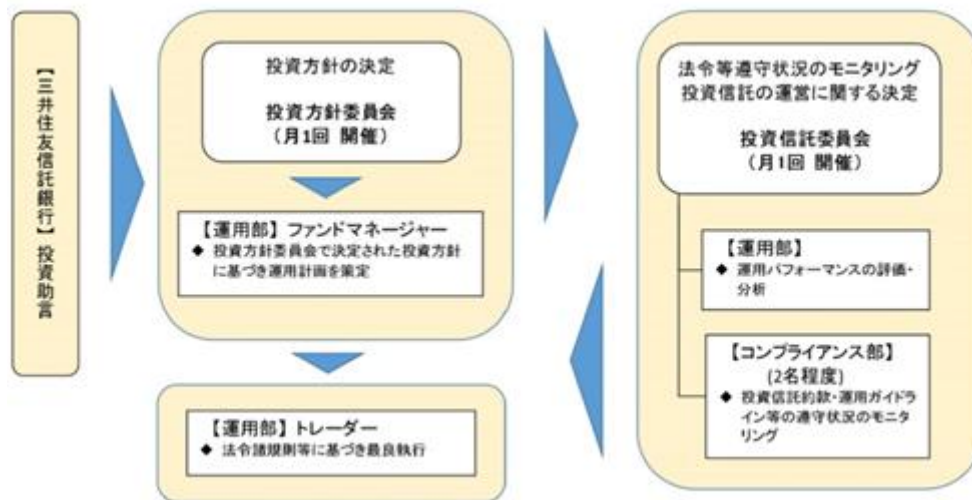 【三井住友信託銀行】投資助言
投資方針の決定
投資方針委員会
(月1回 開催)
【運用部】ファンドマネージャー
◆ 投資方針委員会で決定された投資方針
に基づき運用計画を策定
【運用部】トレーダー
◆ 法令諸規則等に基づき最良執行
法令等遵守状況のモニタリング
投資信託の運営に関する決定
投資信託委員会
(月1回 開催)
【運用部】
◆ 運用パフォーマンスの評価・
分析
【コンプライアンス部】
(2名程度)
◆ 投資信託約款・運用ガイドラ
イン等の遵守状況のモニタ
リング